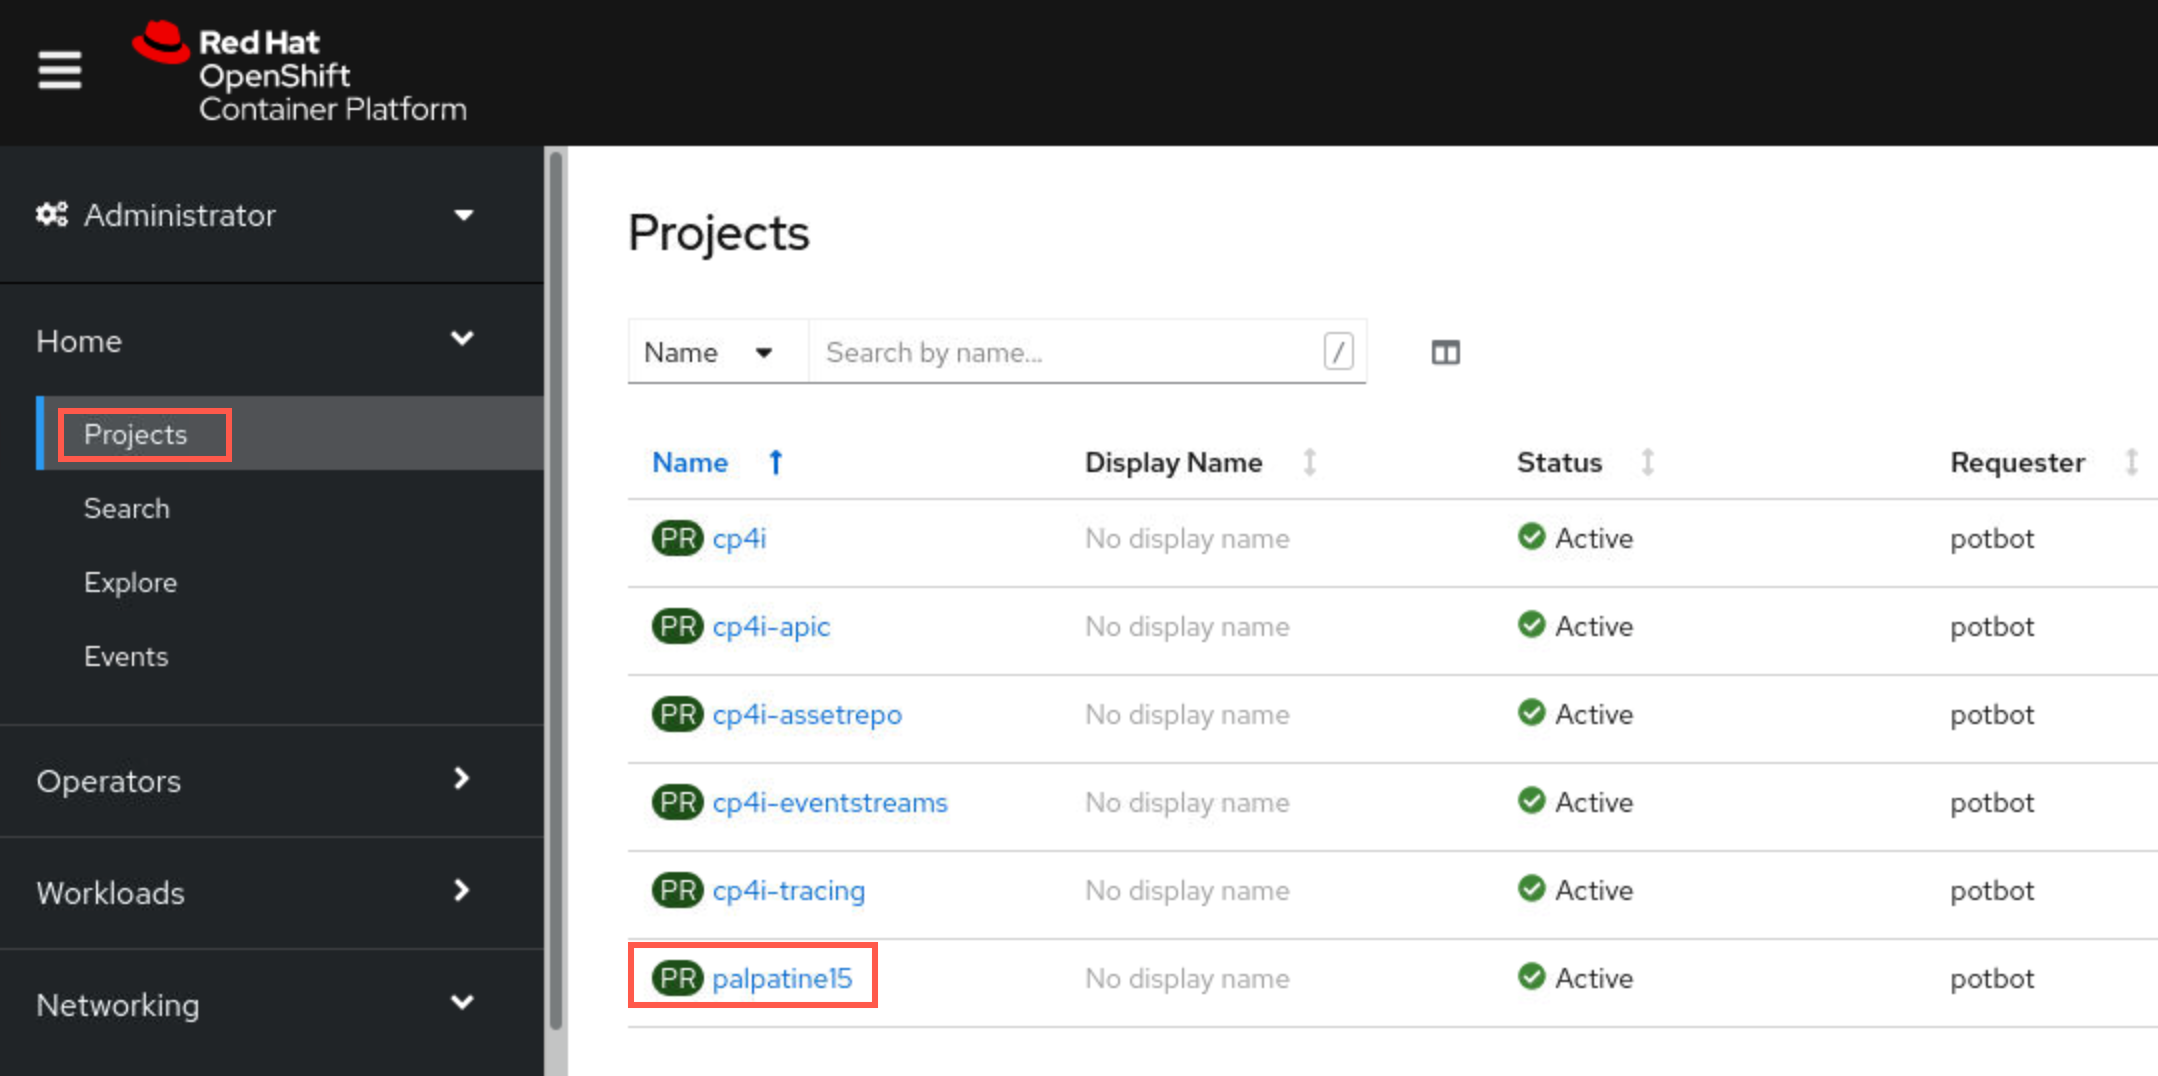 Red Hat
OpenShift
Container Platform
Administrator
Home
Projects
Search
Explore
Events
Operators
Workloads
Networking
Projects
Name Search by name... /
Name Display Name Status Requester
PR cp4i No display name Active potbot
PR cp4i-apic No display name Active potbot
PR cp4i-assetrepo No display name Active potbot
PR cp4i-eventstreams No display name Active potbot
PR cp4i-tracing No display name Active potbot
PR palpatine15 No display name Active potbot